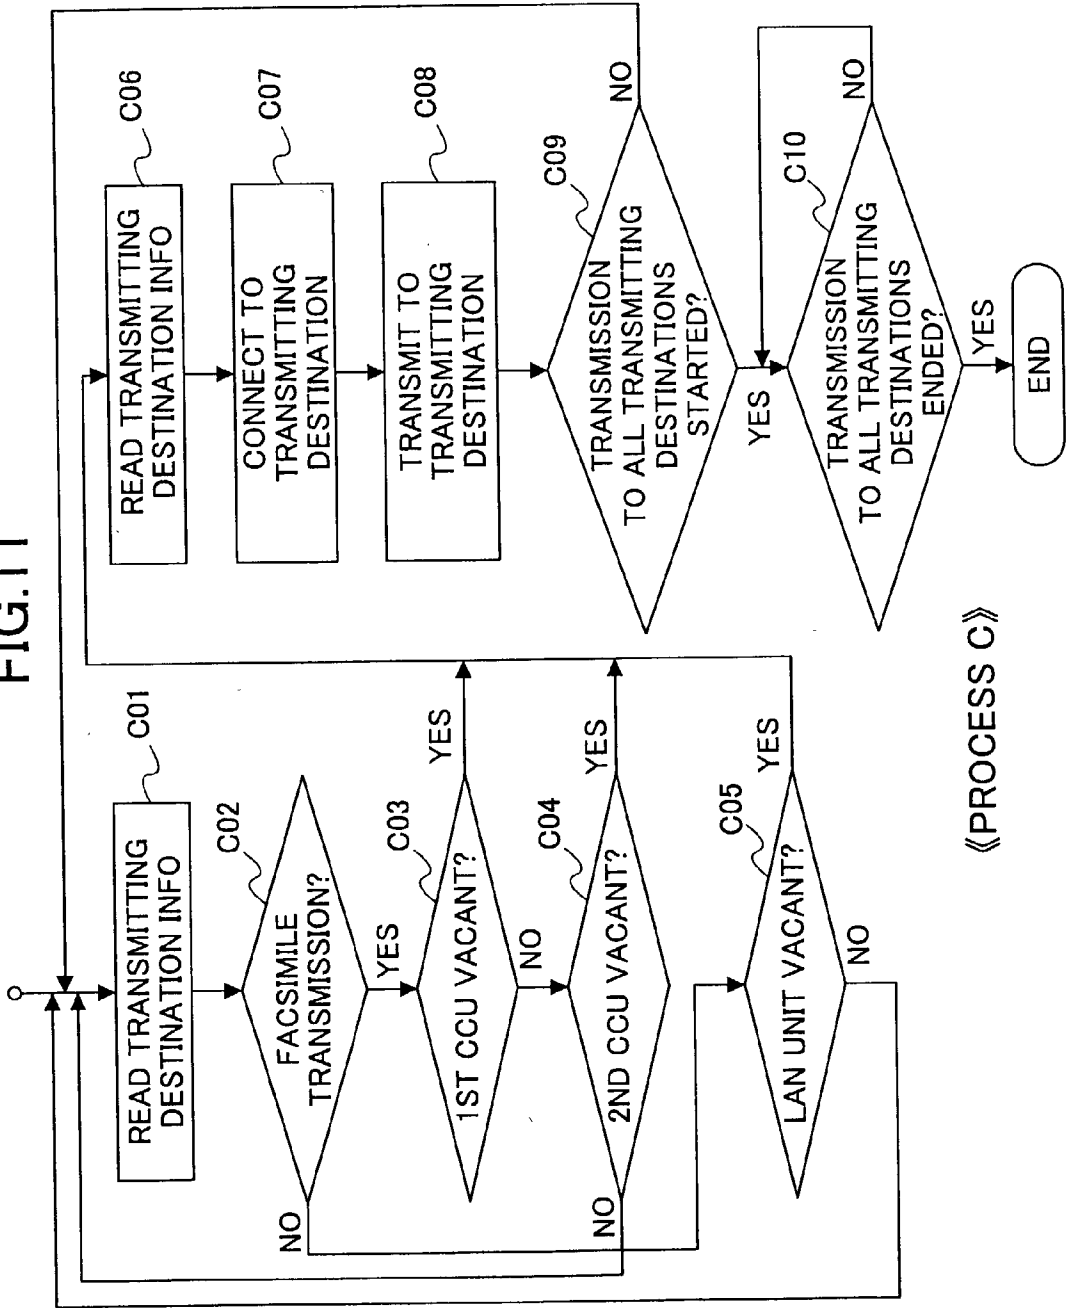 FIG.11
READ TRANSMITTING
DESTINATION INFO
C01
FACSIMILE
TRANSMISSION?
C02
NO
YES
1ST CCU VACANT?
C03
YES
NO
2ND CCU VACANT?
C04
YES
NO
LAN UNIT VACANT?
C05
YES
NO
READ TRANSMITTING
DESTINATION INFO
C06
CONNECT TO
TRANSMITTING
DESTINATION
C07
TRANSMIT TO
TRANSMITTING
DESTINATION
C08
TRANSMISSION
TO ALL TRANSMITTING
DESTINATIONS
STARTED?
C09
NO
YES
TRANSMISSION
TO ALL TRANSMITTING
DESTINATIONS
ENDED?
C10
NO
YES
END
《PROCESS C》